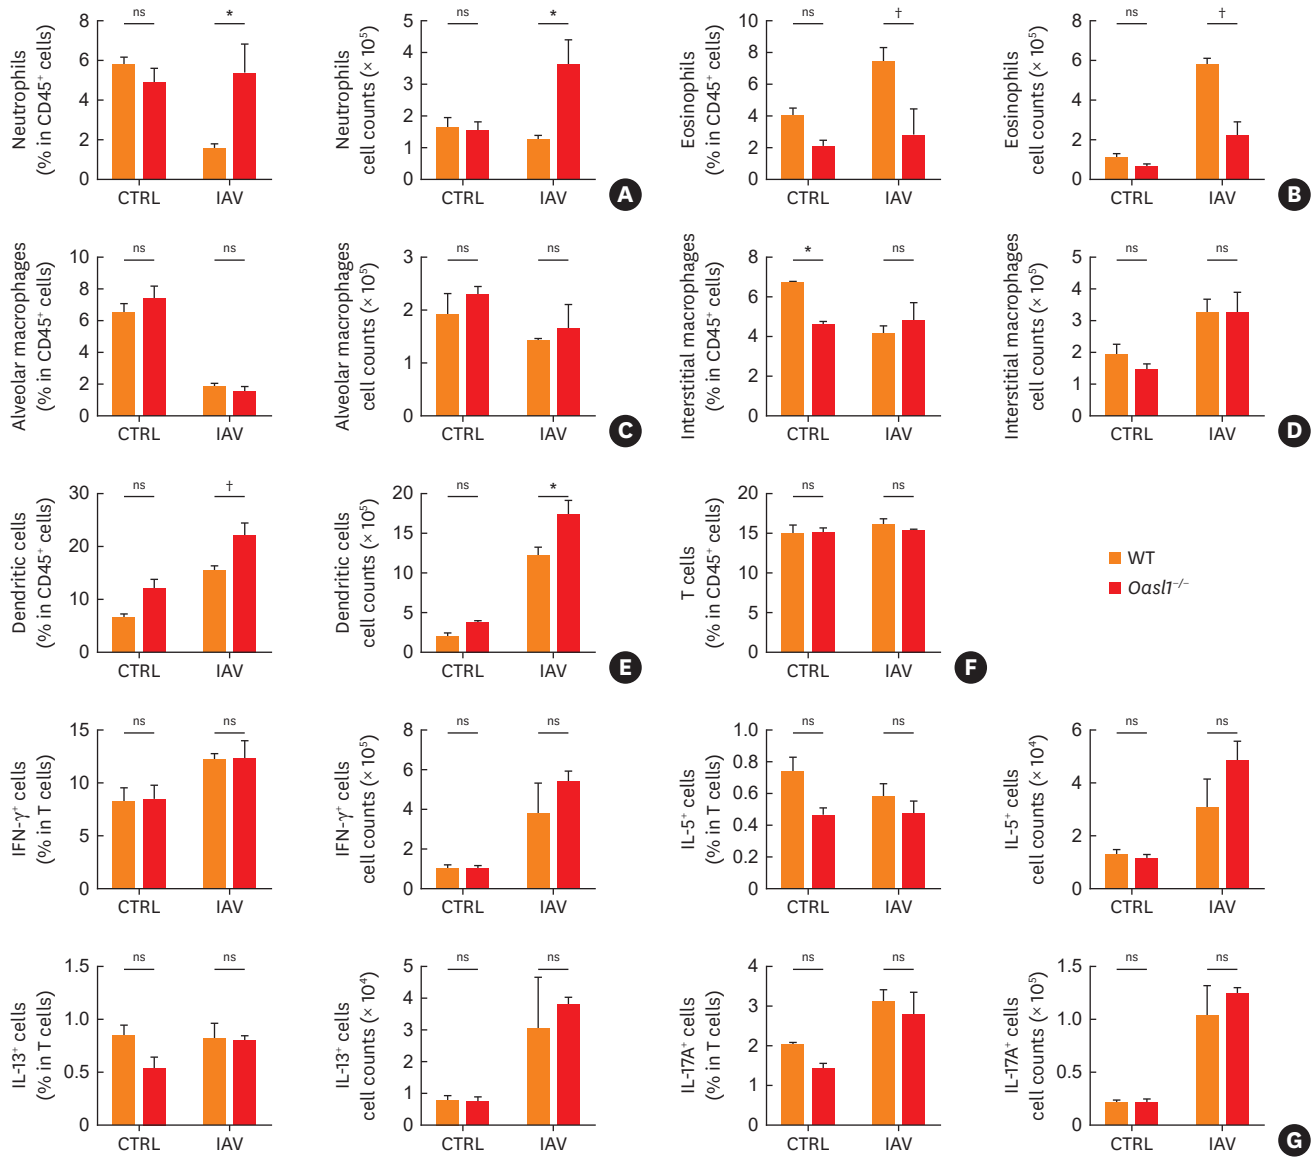 Neutrophils
(% in CD45⁺ cells)
8
6
4
2
0
ns
*
CTRL
IAV
Neutrophils
cell counts (× 10⁵)
5
4
3
2
1
0
ns
*
CTRL
IAV
A
Eosinophils
(% in CD45⁺ cells)
10
8
6
4
2
0
ns
†
CTRL
IAV
Eosinophils
cell counts (× 10⁵)
8
6
4
2
0
ns
†
CTRL
IAV
B
Alveolar macrophages
(% in CD45⁺ cells)
10
8
6
4
2
0
ns
ns
CTRL
IAV
Alveolar macrophages
cell counts (× 10⁵)
3
2
1
0
ns
ns
CTRL
IAV
C
Interstitial macrophages
(% in CD45⁺ cells)
8
6
4
2
0
*
ns
CTRL
IAV
Interstitial macrophages
cell counts (× 10⁵)
5
4
3
2
1
0
ns
ns
CTRL
IAV
D
Dendritic cells
(% in CD45⁺ cells)
30
20
10
0
ns
†
CTRL
IAV
Dendritic cells
cell counts (× 10⁵)
20
15
10
5
0
ns
*
CTRL
IAV
E
T cells
(% in CD45⁺ cells)
20
15
10
5
0
ns
ns
CTRL
IAV
F
WT
Oasl1⁻/⁻
IFN-γ⁺ cells
(% in T cells)
15
10
5
0
ns
ns
CTRL
IAV
IFN-γ⁺ cells
cell counts (× 10⁵)
8
6
4
2
0
ns
ns
CTRL
IAV
IL-5⁺ cells
(% in T cells)
1.0
0.8
0.6
0.4
0.2
0
ns
ns
CTRL
IAV
IL-5⁺ cells
cell counts (× 10⁴)
6
4
2
0
ns
ns
CTRL
IAV
IL-13⁺ cells
(% in T cells)
1.5
1.0
0.5
0
ns
ns
CTRL
IAV
IL-13⁺ cells
cell counts (× 10⁴)
5
4
3
2
1
0
ns
ns
CTRL
IAV
IL-17A⁺ cells
(% in T cells)
4
3
2
1
0
ns
ns
CTRL
IAV
IL-17A⁺ cells
cell counts (× 10⁵)
1.5
1.0
0.5
0
ns
ns
CTRL
IAV
G